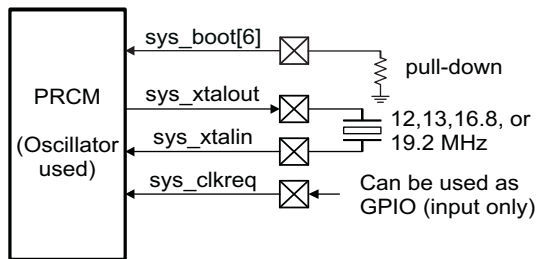 sys_boot[6]
pull-down
PRCM
(Oscillator
used)
sys_xtalout
12,13,16.8, or
19.2 MHz
sys_xtalin
sys_clkreq
Can be used as
GPIO (input only)